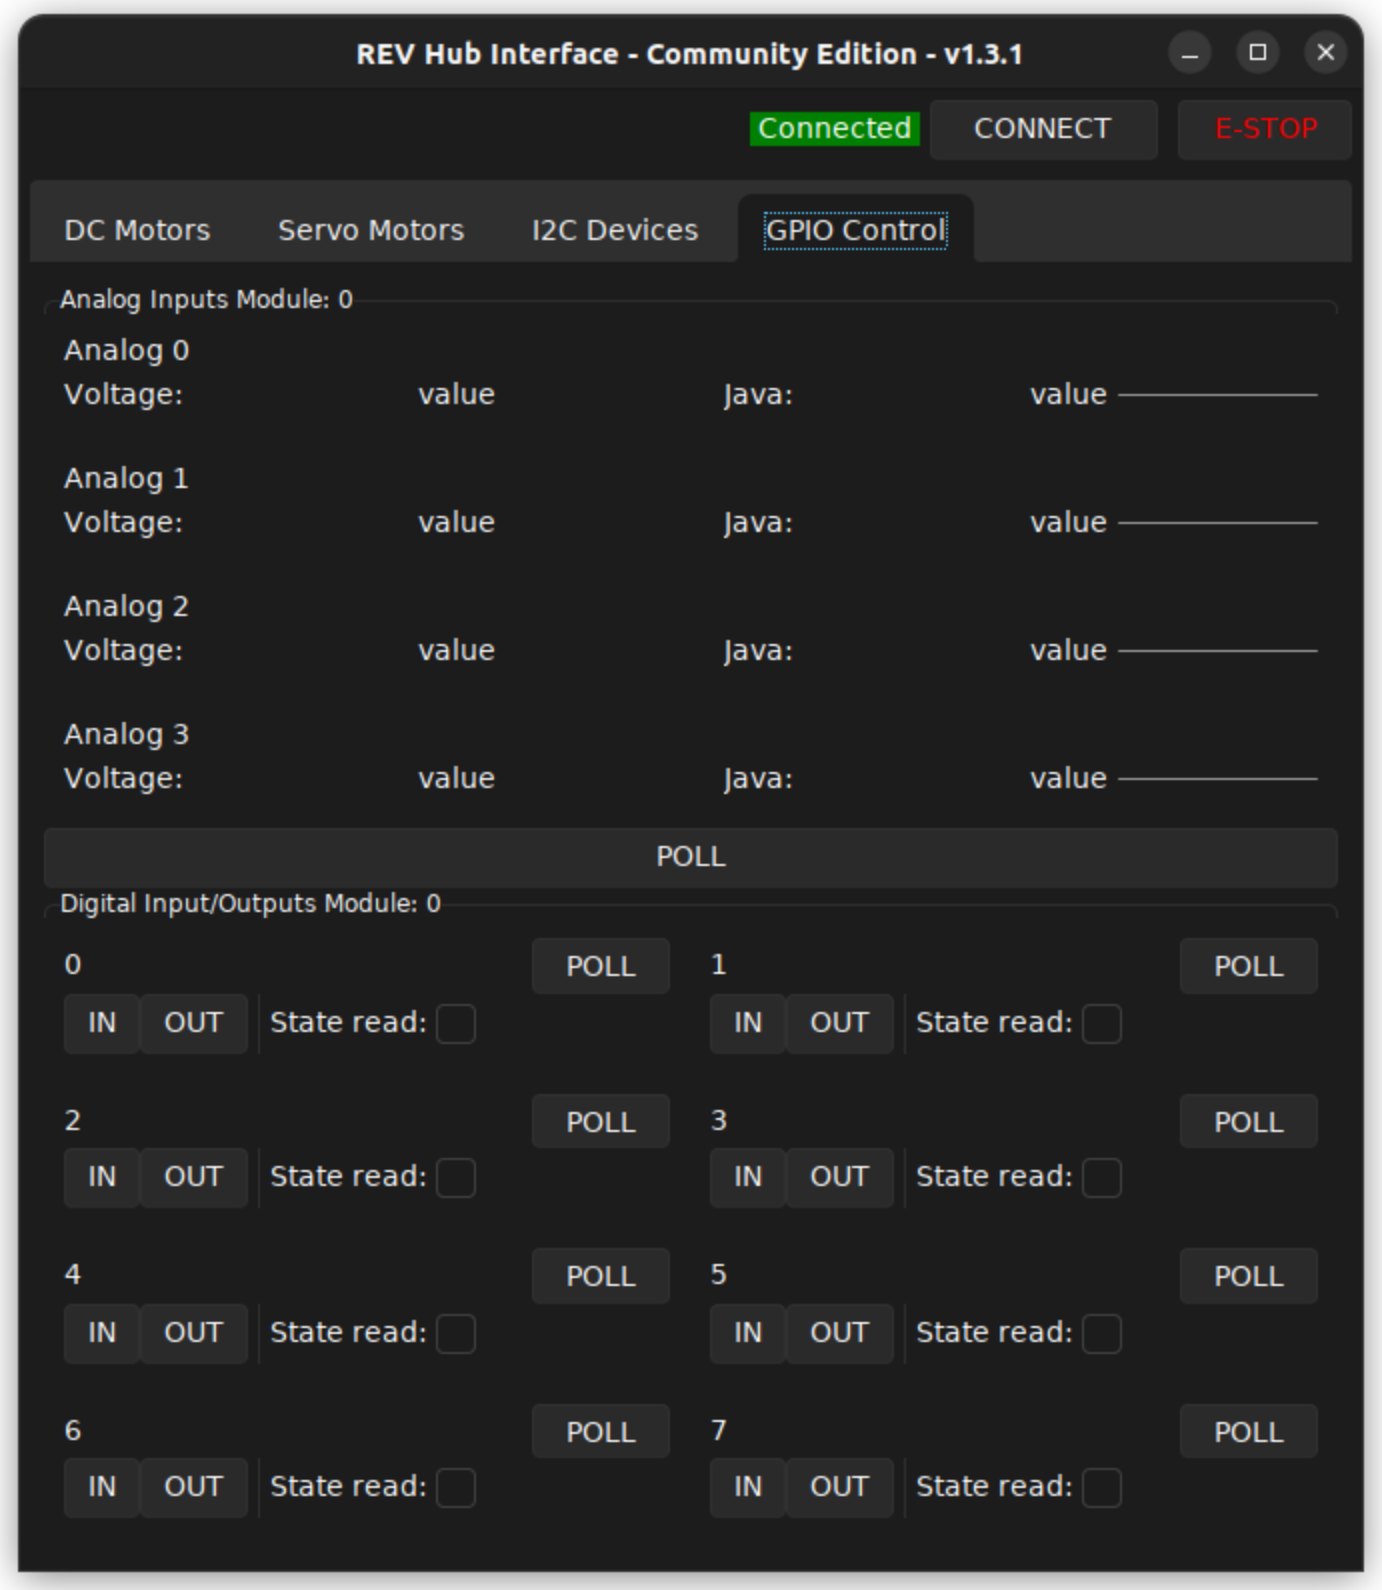 REV Hub Interface - Community Edition - v1.3.1
Connected CONNECT E-STOP
DC Motors Servo Motors I2C Devices GPIO Control
Analog Inputs Module: 0
Analog 0
Voltage: value Java: value
Analog 1
Voltage: value Java: value
Analog 2
Voltage: value Java: value
Analog 3
Voltage: value Java: value
POLL
Digital Input/Outputs Module: 0
0 POLL 1 POLL
IN OUT State read: IN OUT State read:
2 POLL 3 POLL
IN OUT State read: IN OUT State read:
4 POLL 5 POLL
IN OUT State read: IN OUT State read:
6 POLL 7 POLL
IN OUT State read: IN OUT State read: